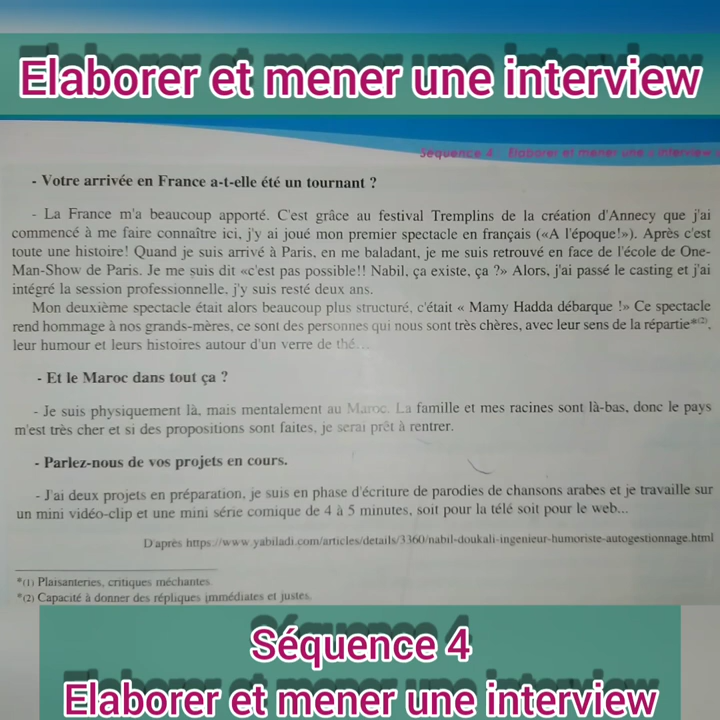 Elaborer et mener une interview
Séquence 4 Elaborer et mener une « interview »
- Votre arrivée en France a-t-elle été un tournant ?
- La France m'a beaucoup apporté. C'est grâce au festival Tremplins de la création d'Annecy que j'ai
commencé à me faire connaître ici, j'y ai joué mon premier spectacle en français («A l'époque!»). Après c'est
toute une histoire! Quand je suis arrivé à Paris, en me baladant, je me suis retrouvé en face de l'école de One-
Man-Show de Paris. Je me suis dit «c'est pas possible!! Nabil, ça existe, ça ?» Alors, j'ai passé le casting et j'ai
intégré la session professionnelle, j'y suis resté deux ans.
Mon deuxième spectacle était alors beaucoup plus structuré, c'était « Mamy Hadda débarque !» Ce spectacle
rend hommage à nos grands-mères, ce sont des personnes qui nous sont très chères, avec leur sens de la répartie*(2),
leur humour et leurs histoires autour d'un verre de thé...
- Et le Maroc dans tout ça ?
- Je suis physiquement là, mais mentalement au Maroc. La famille et mes racines sont là-bas, donc le pays
m'est très cher et si des propositions sont faites, je serai prêt à rentrer.
- Parlez-nous de vos projets en cours.
- J'ai deux projets en préparation, je suis en phase d'écriture de parodies de chansons arabes et je travaille sur
un mini vidéo-clip et une mini série comique de 4 à 5 minutes, soit pour la télé soit pour le web...
D'après https://www.yabiladi.com/articles/details/3360/nabil-doukali-ingenieur-humoriste-autogestionnage.html
*(1) Plaisanteries, critiques méchantes.
*(2) Capacité à donner des répliques immédiates et justes.
Séquence 4
Elaborer et mener une interview